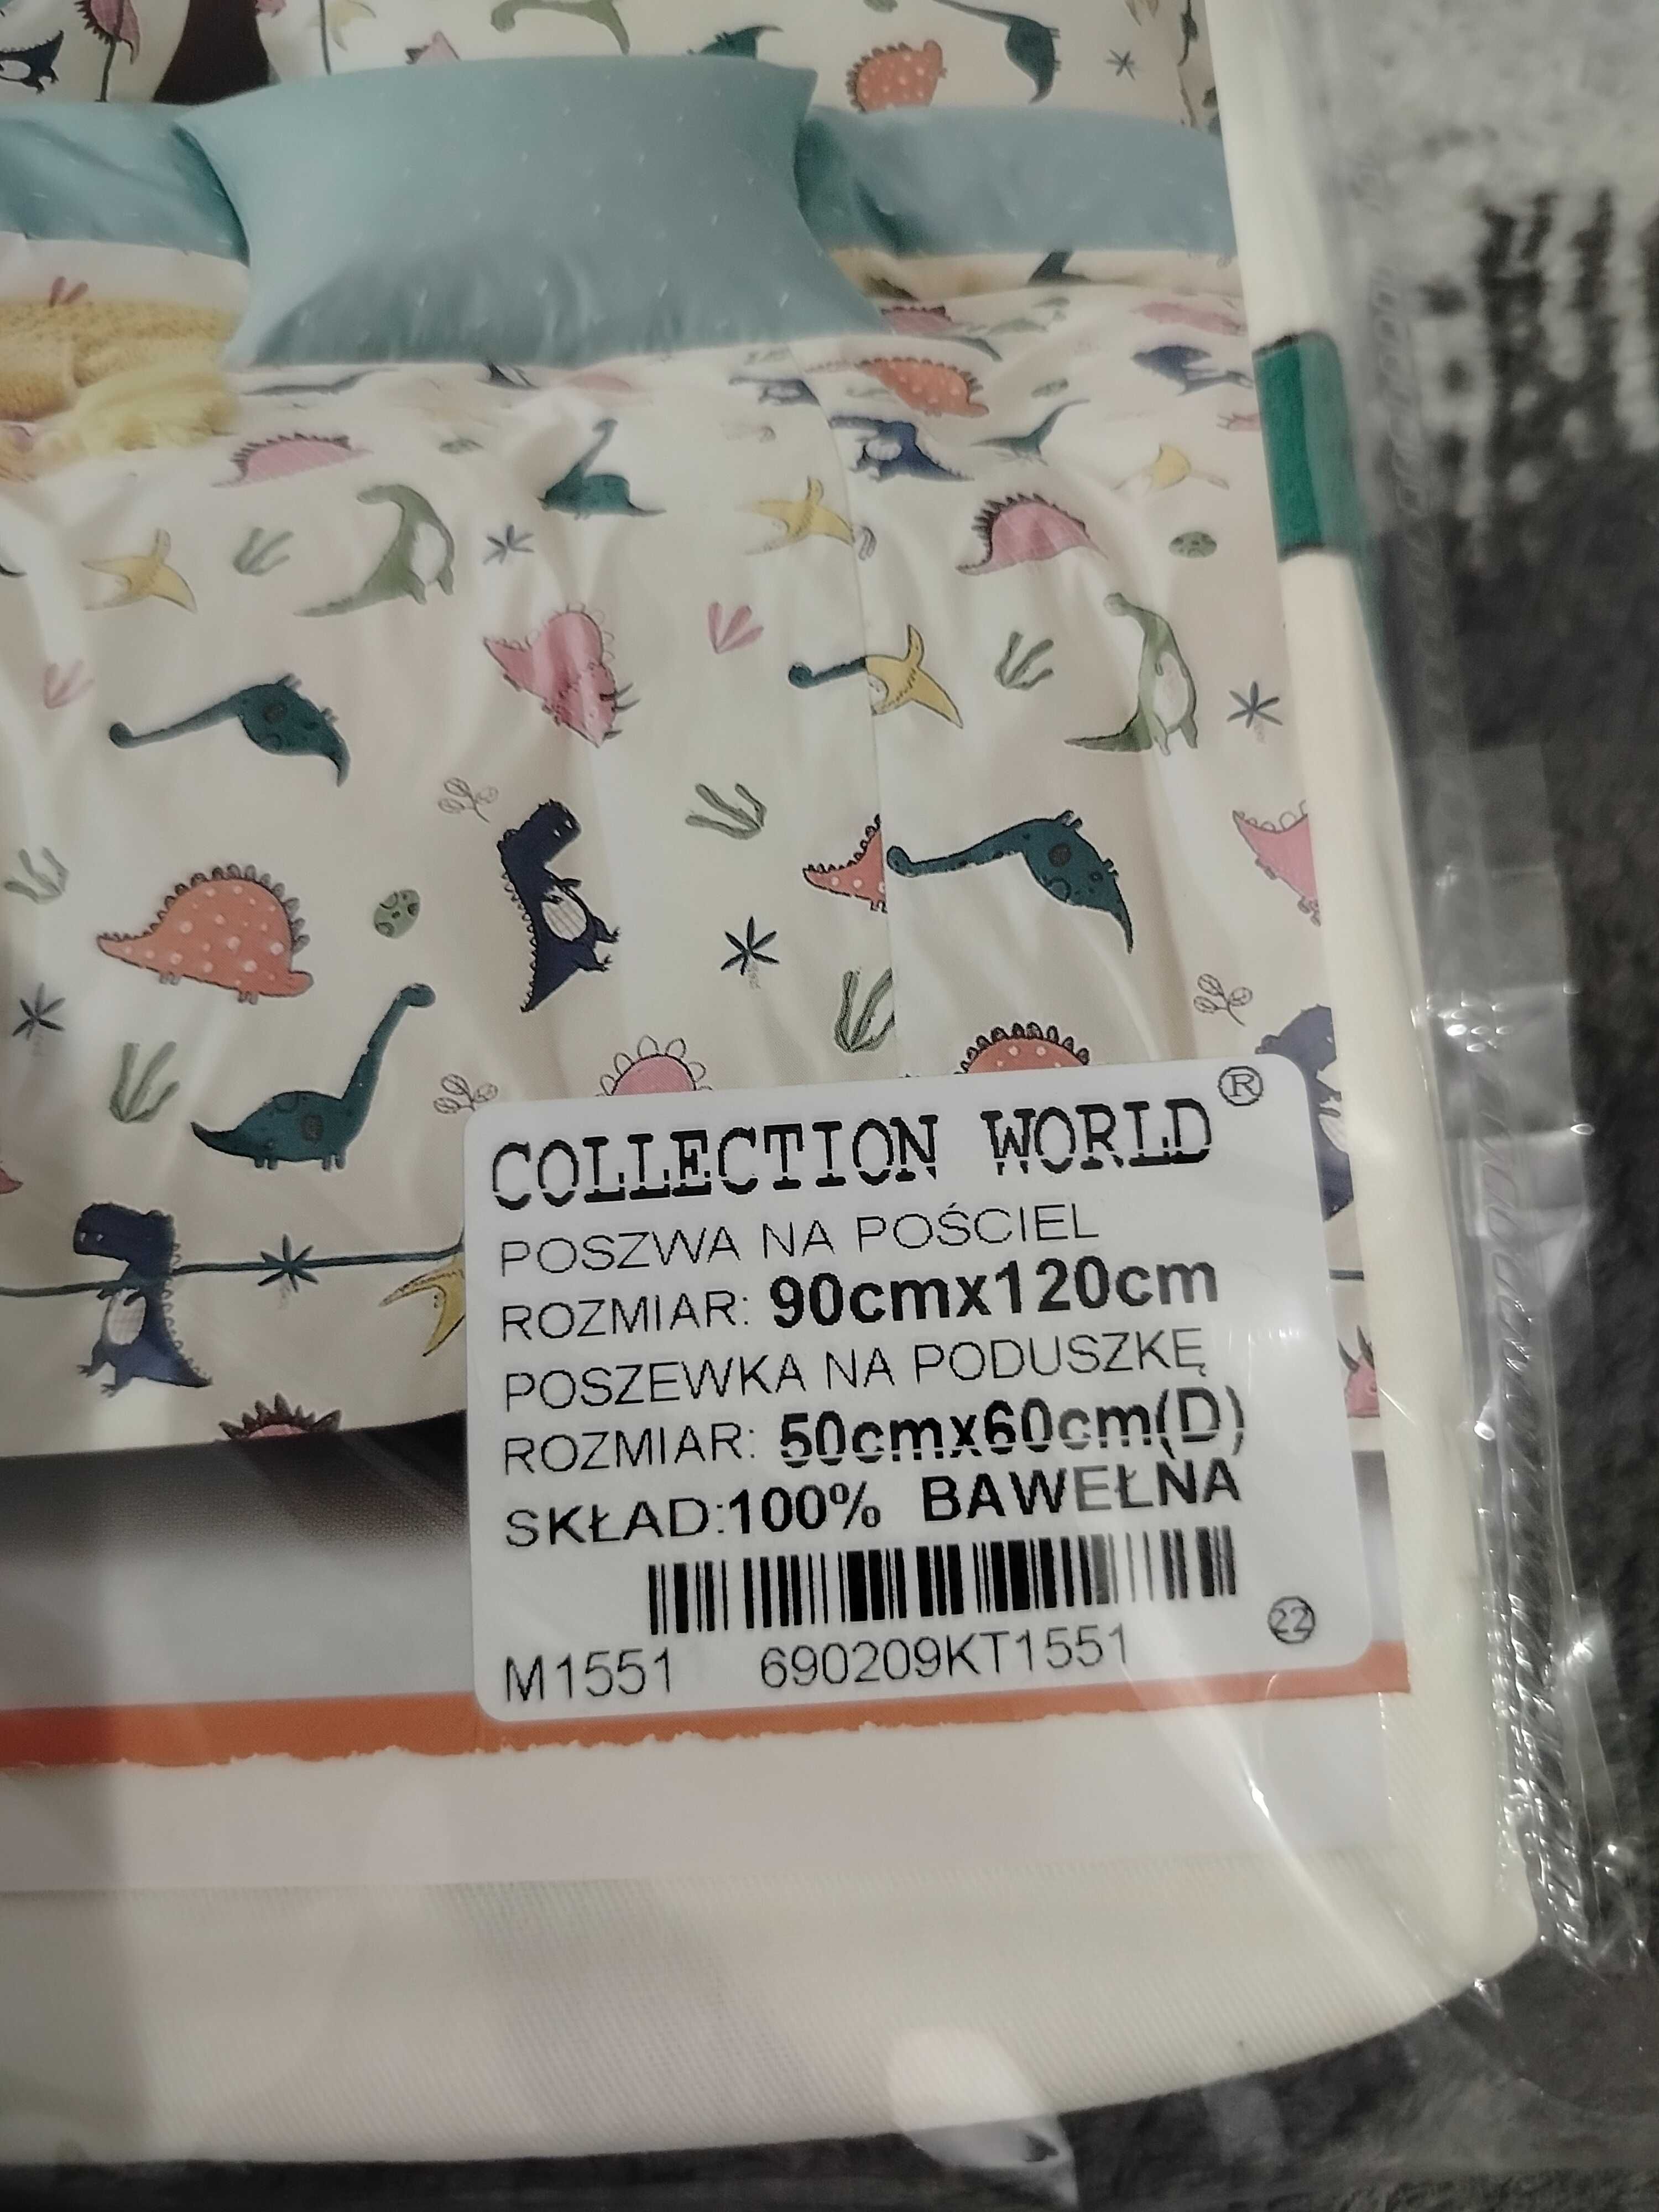 COLLECTION WORLD®
POSZWA NA POŚCIEL
ROZMIAR: 90cmx120cm
POSZEWKA NA PODUSZKĘ
ROZMIAR: 50cmx60cm(D)
SKŁAD:100% BAWEŁNA
22
M1551 690209KT1551